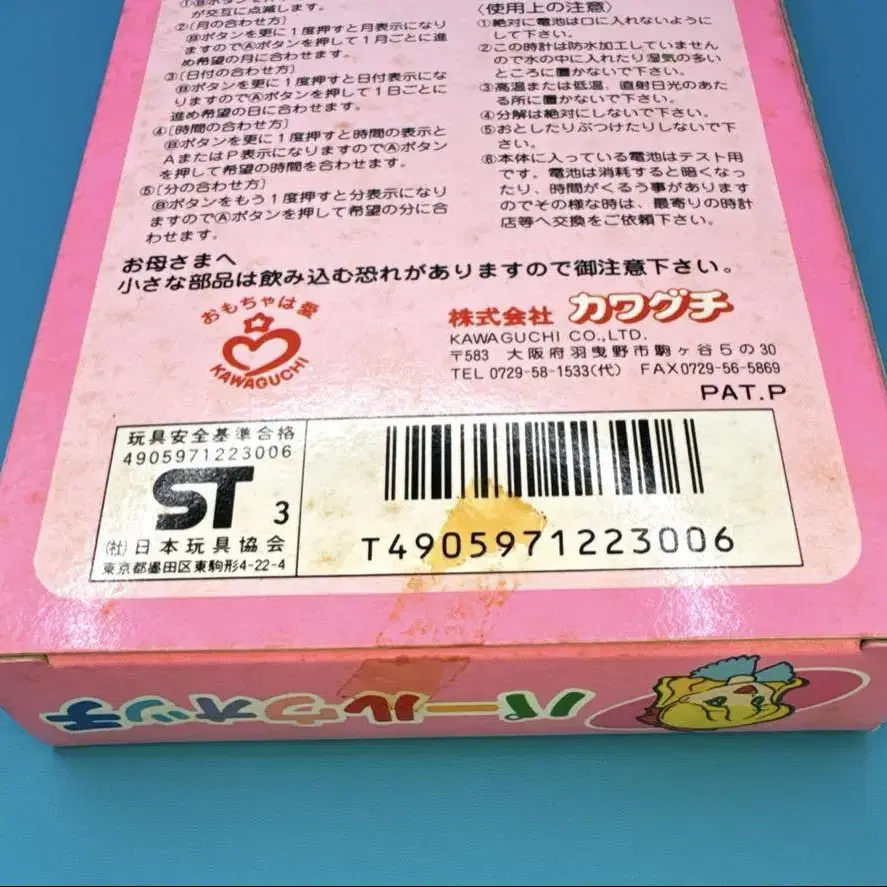 が交互に点滅します。
②〔月の合わせ方〕
Ⓑボタンを更に1度押すと月表示になり
ますのでⒶボタンを押して1月ごとに進
め希望の月に合わせます。
③〔日付の合わせ方〕
Ⓑボタンを更に1度押すと日付表示にな
りますのでⒶボタンを押して1日ごとに
進め希望の日に合わせます。
④〔時間の合わせ方〕
Ⓑボタンを更に1度押すと時間の表示と
AまたはP表示になりますのでⒶボタン
を押して希望の時間を合わせます。
⑤〔分の合わせ方〕
Ⓑボタンをもう1度押すと分表示になり
ますのでⒶボタンを押して希望の分に合
わせます。
〈使用上の注意〉
①絶対に電池は口に入れないように
して下さい。
②この時計は防水加工していません
ので水の中に入れたり湿気の多い
ところに置かないで下さい。
③高温または低温、直射日光のあた
る所に置かないで下さい。
④分解は絶対にしないで下さい。
⑤おとしたりぶつけたりしないで下
さい。
⑥本体に入っている電池はテスト用
です。電池は消耗すると暗くなっ
たり、時間がくるう事があります
のでその様な時は、最寄りの時計
店等へ交換をご依頼下さい。
お母さまへ
小さな部品は飲み込む恐れがありますので御注意下さい。
おもちゃは愛
KAWAGUCHI
株式会社 カワグチ
KAWAGUCHI CO.,LTD.
〒583 大阪府羽曳野市駒ヶ谷5の30
TEL 0729-58-1533(代) FAX0729-56-5869
PAT.P
玩具安全基準合格
4905971223006
ST 3
(社)日本玩具協会
東京都墨田区東駒形4-22-4
T4905971223006
パールウォッチ